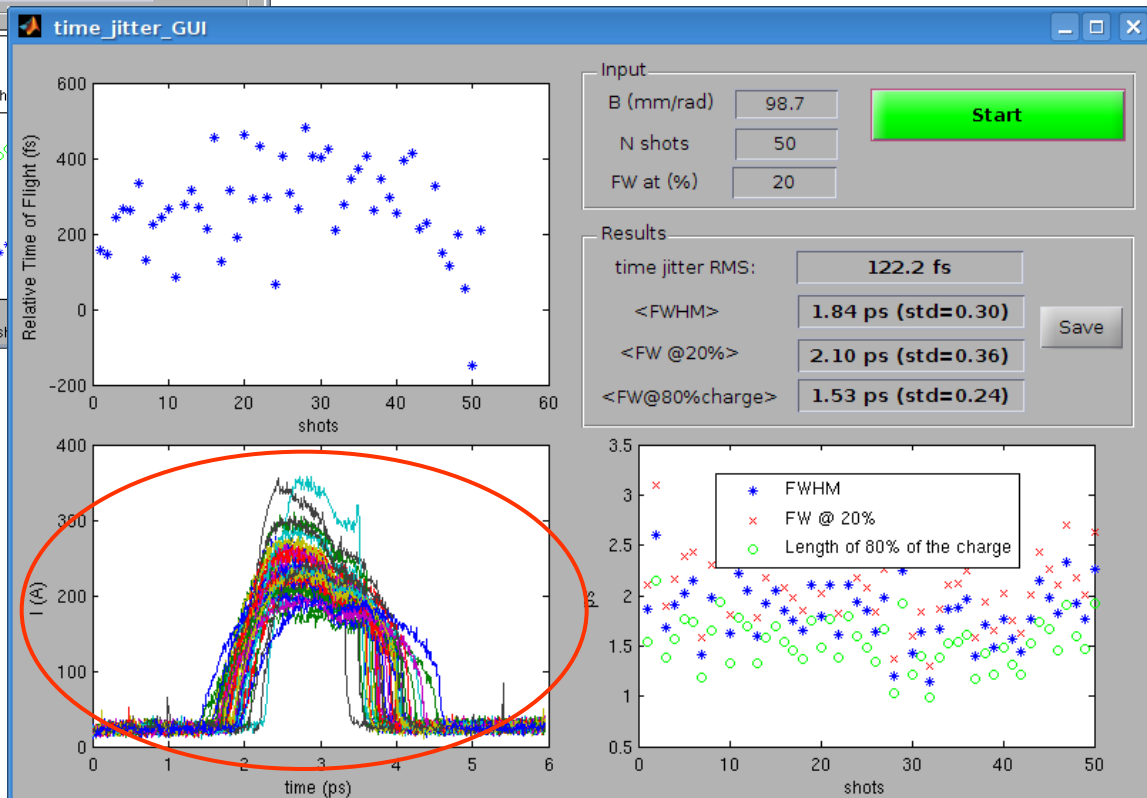 time_jitter_GUI
600
400
200
0
-200
Relative Time of Flight (fs)
0 10 20 30 40 50 60
shots
Input
B (mm/rad) 98.7
N shots 50
FW at (%) 20
Start
Results
time jitter RMS: 122.2 fs
<FWHM> 1.84 ps (std=0.30)
<FW @20%> 2.10 ps (std=0.36)
<FW@80%charge> 1.53 ps (std=0.24)
Save
400
300
200
100
0
I (A)
0 1 2 3 4 5 6
time (ps)
3.5
3
2.5
2
1.5
1
0.5
ps
FWHM
FW @ 20%
Length of 80% of the charge
0 10 20 30 40 50
shots